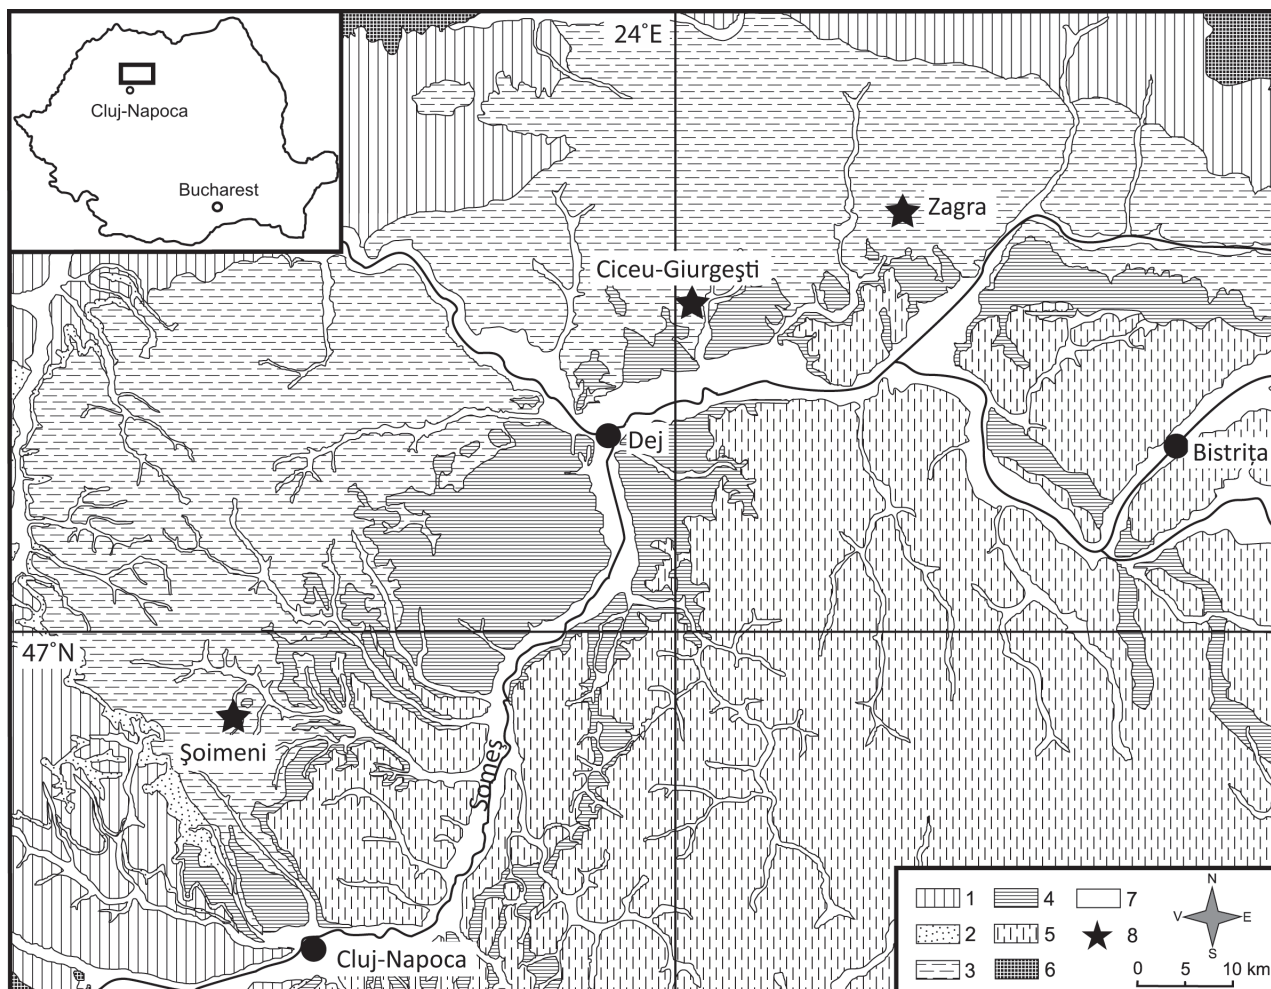 24°E
Cluj-Napoca
Bucharest
Zagra
Ciceu-Giurgeşti
Dej
Bistrița
47°N
Şoimeni
Someş
Cluj-Napoca
1 4 7
2 5 8
3 6
N
V E
S
0 5 10 km